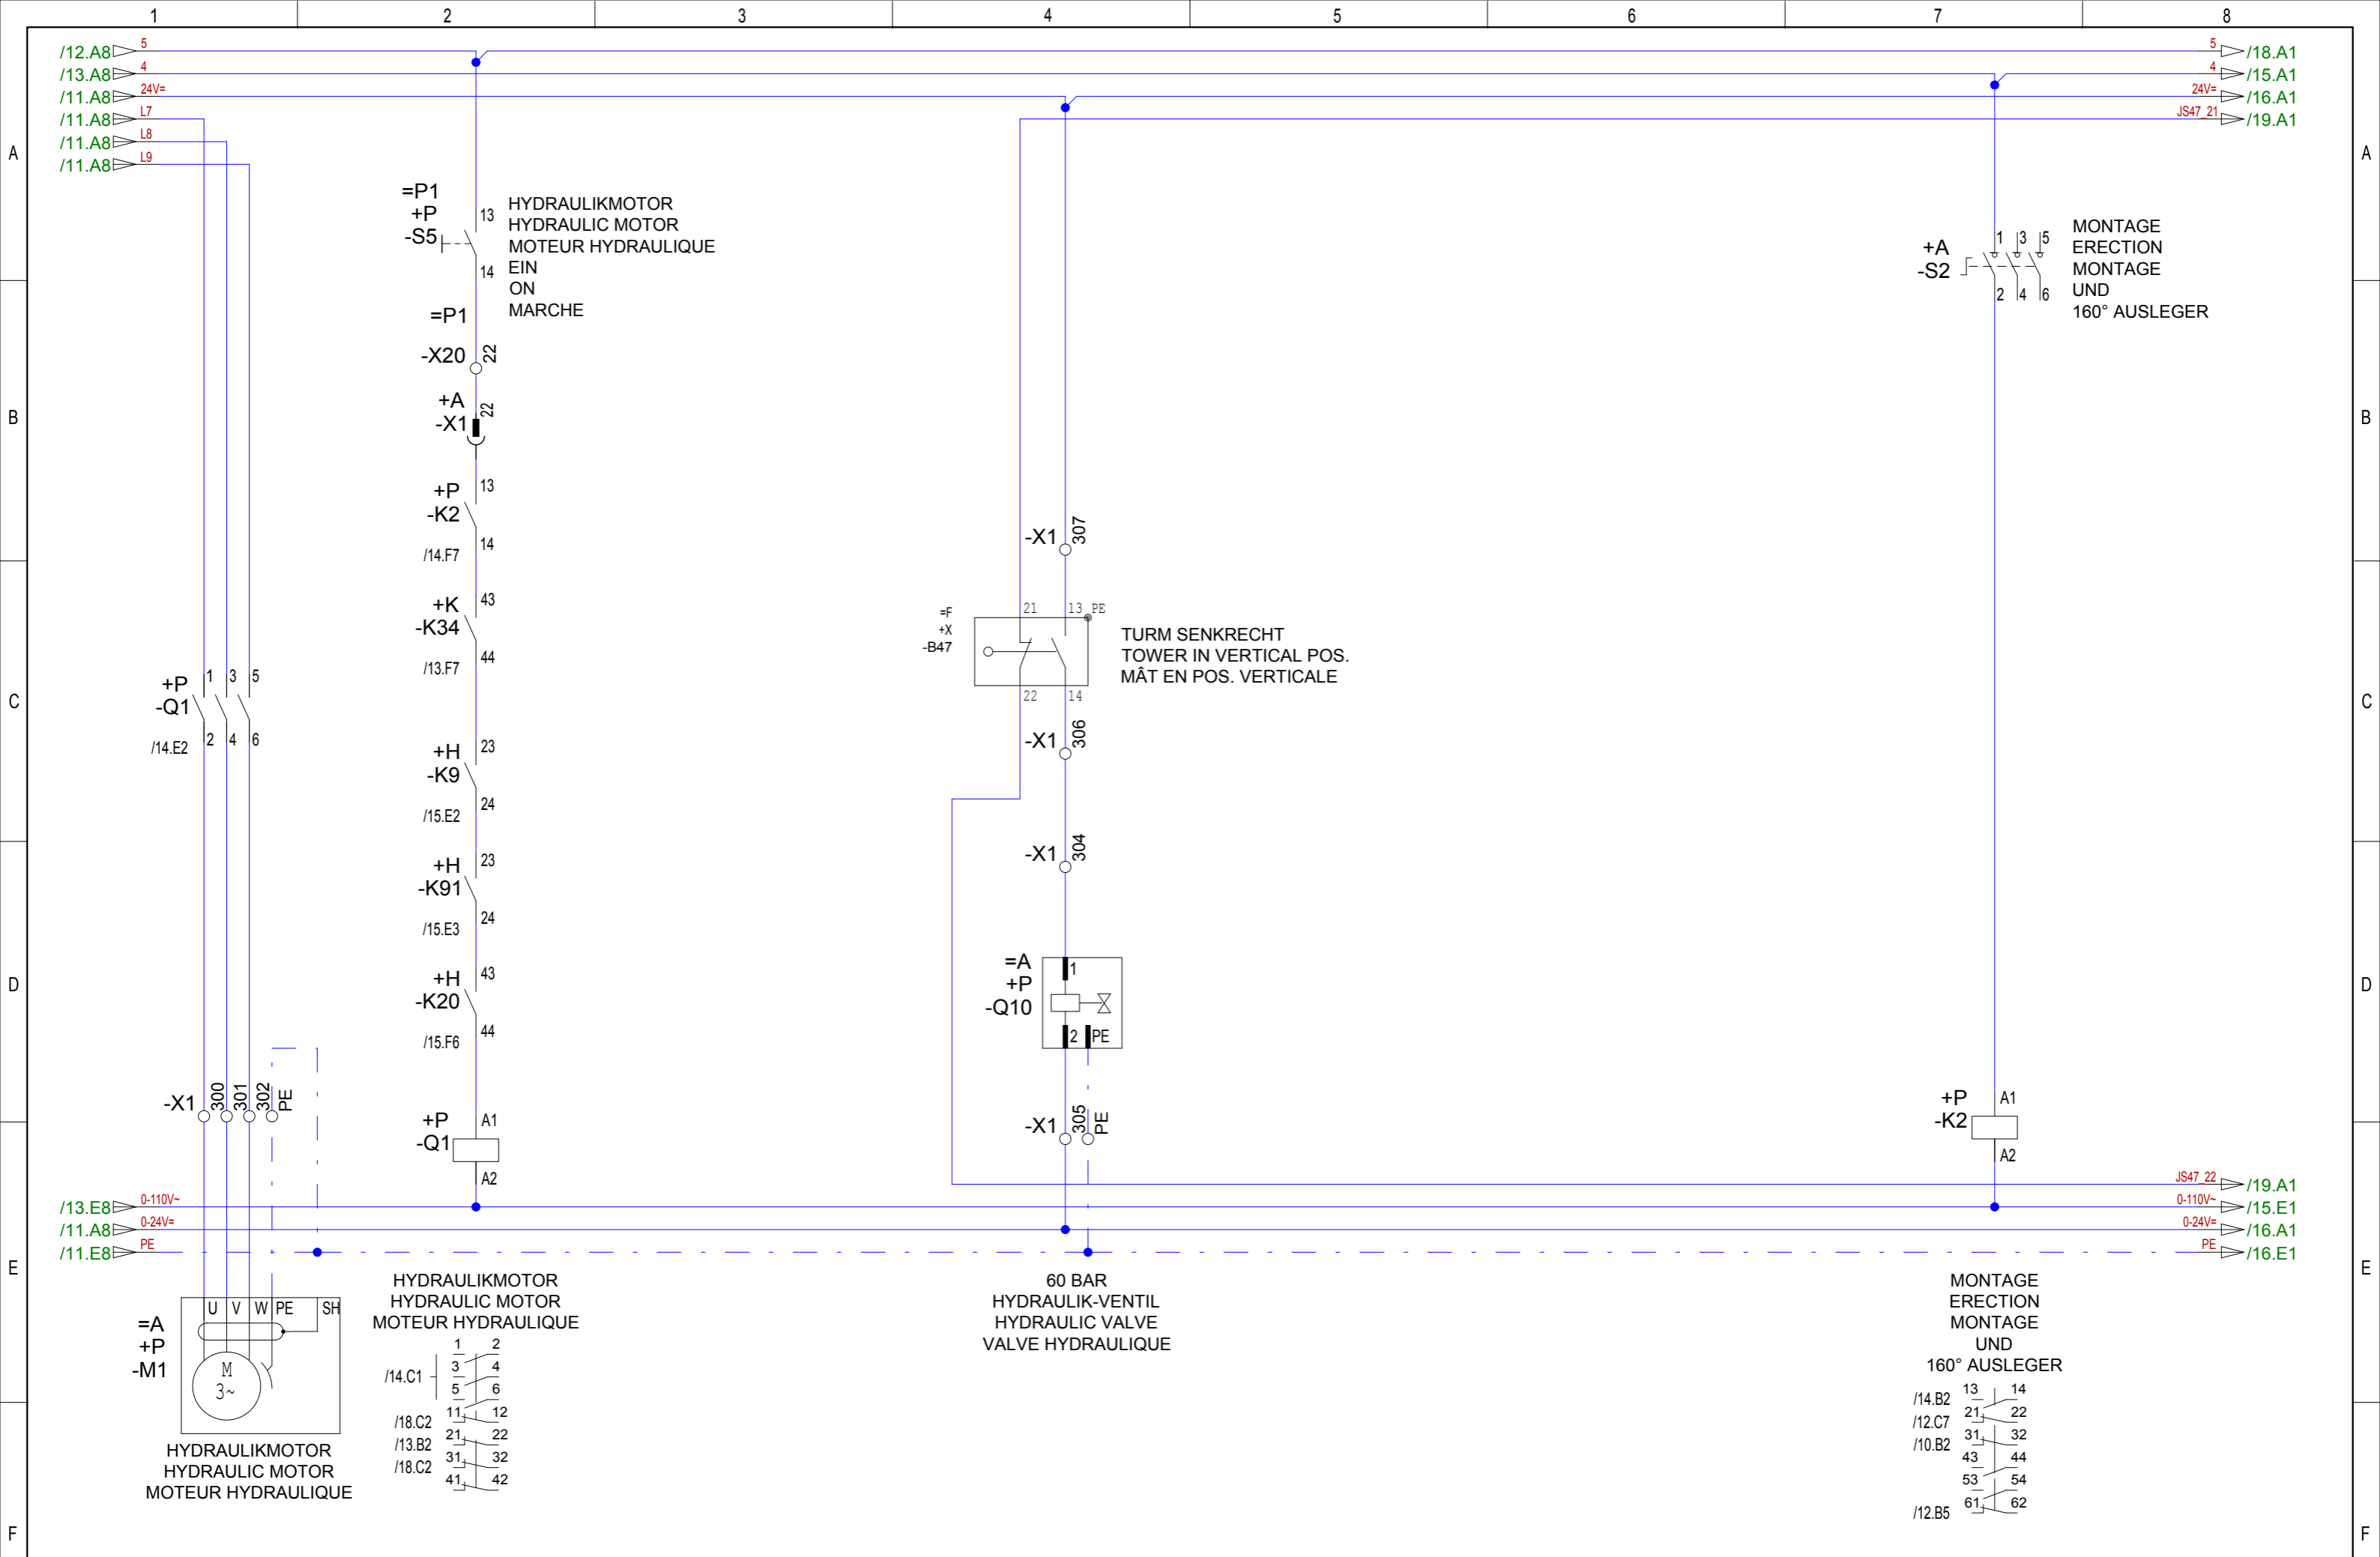 1 2 3 4 5 6 7 8
/12.A8 5
/13.A8 4
/11.A8 24V=
/11.A8 L7
/11.A8 L8
/11.A8 L9
5 /18.A1
4 /15.A1
24V= /16.A1
JS47_21 /19.A1
A
A
=P1
+P
-S5
13
14
HYDRAULIKMOTOR
HYDRAULIC MOTOR
MOTEUR HYDRAULIQUE
EIN
ON
MARCHE
+A
-S2
1 3 5
2 4 6
MONTAGE
ERECTION
MONTAGE
UND
160° AUSLEGER
=P1
-X20 22
+A
-X1 22
B
B
+P
-K2
13
14
/14.F7
-X1 307
+K
-K34
43
44
/13.F7
=F
+X
-B47
21 13 PE
22 14
TURM SENKRECHT
TOWER IN VERTICAL POS.
MÂT EN POS. VERTICALE
C
C
+P
-Q1
1 3 5
2 4 6
/14.E2
-X1 306
+H
-K9
23
24
/15.E2
-X1 304
+H
-K91
23
24
/15.E3
D
D
+H
-K20
43
44
/15.F6
=A
+P
-Q10
1
2 PE
-X1 300 301 302 PE
+P
-Q1
A1
A2
-X1 305 PE
+P
-K2
A1
A2
JS47_22 /19.A1
/13.E8 0-110V~
0-110V~ /15.E1
/11.A8 0-24V=
0-24V= /16.A1
/11.E8 PE
PE /16.E1
E
E
U V W PE SH
=A
+P
-M1
M
3~
HYDRAULIKMOTOR
HYDRAULIC MOTOR
MOTEUR HYDRAULIQUE
HYDRAULIKMOTOR
HYDRAULIC MOTOR
MOTEUR HYDRAULIQUE
1 2
3 4
/14.C1
5 6
/18.C2 11 12
/13.B2 21 22
/18.C2 31 32
41 42
60 BAR
HYDRAULIK-VENTIL
HYDRAULIC VALVE
VALVE HYDRAULIQUE
MONTAGE
ERECTION
MONTAGE
UND
160° AUSLEGER
/14.B2 13 14
/12.C7 21 22
/10.B2 31 32
43 44
53 54
/12.B5 61 62
F
F